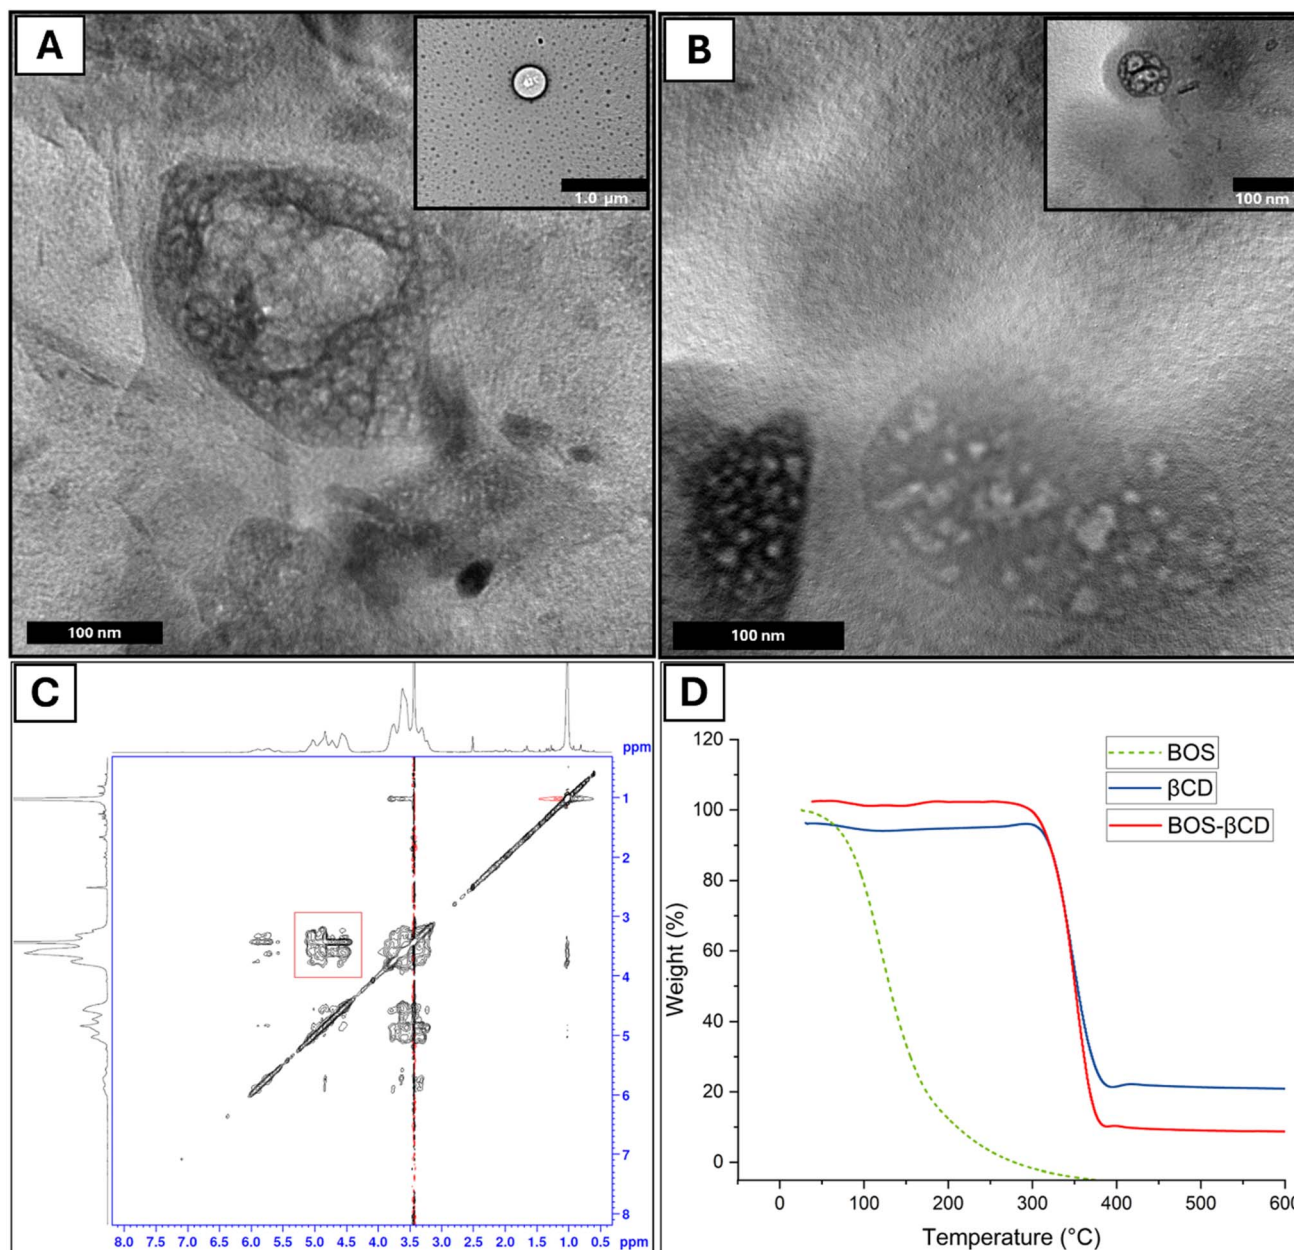 A
1.0 µm
100 nm
B
100 nm
100 nm
C
ppm
1
2
3
4
5
6
7
8
8.0 7.5 7.0 6.5 6.0 5.5 5.0 4.5 4.0 3.5 3.0 2.5 2.0 1.5 1.0 0.5 ppm
D
BOS
βCD
BOS-βCD
Weight (%)
120
100
80
60
40
20
0
0 100 200 300 400 500 600
Temperature (°C)